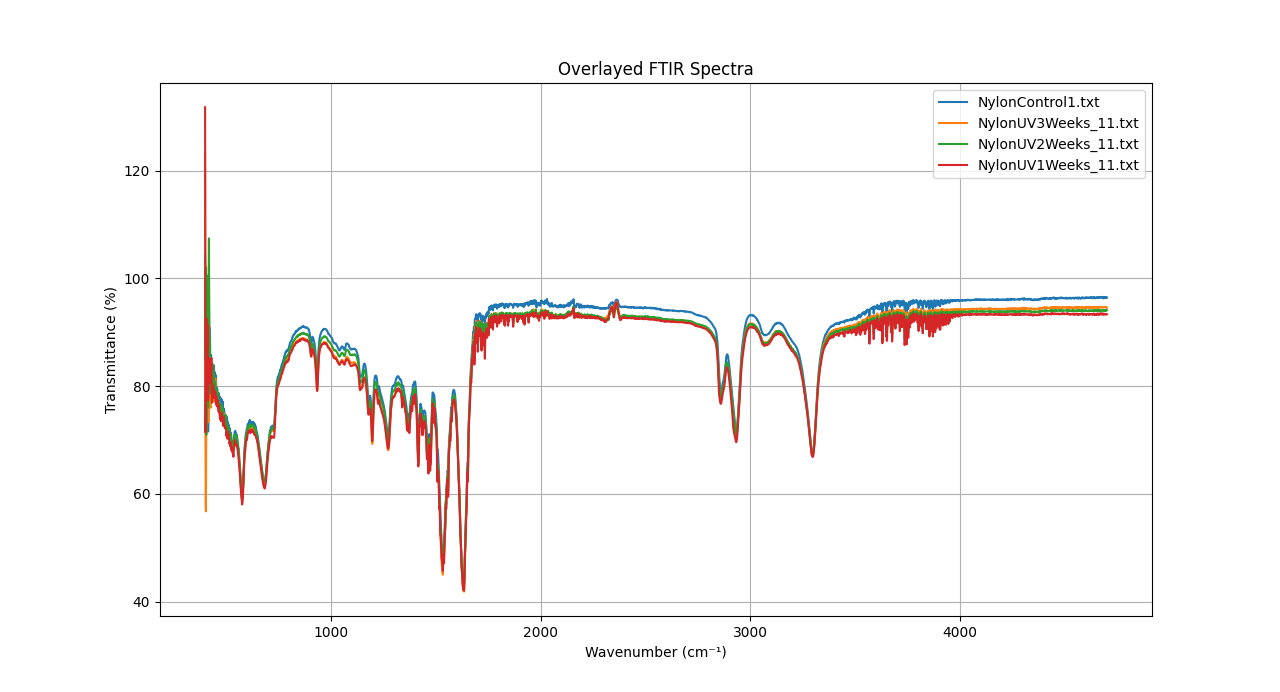 Overlayed FTIR Spectra
NylonControl1.txt
NylonUV3Weeks_11.txt
NylonUV2Weeks_11.txt
NylonUV1Weeks_11.txt
Transmittance (%)
120
100
80
60
40
1000 2000 3000 4000
Wavenumber (cm⁻¹)